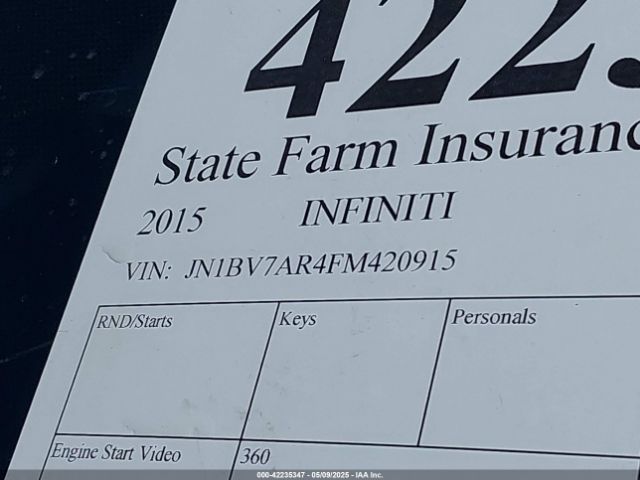 422
State Farm Insuranc
2015 INFINITI
VIN: JN1BV7AR4FM420915
RND/Starts Keys Personals
Engine Start Video 360
000-42235347 - 05/09/2025 - IAA Inc.